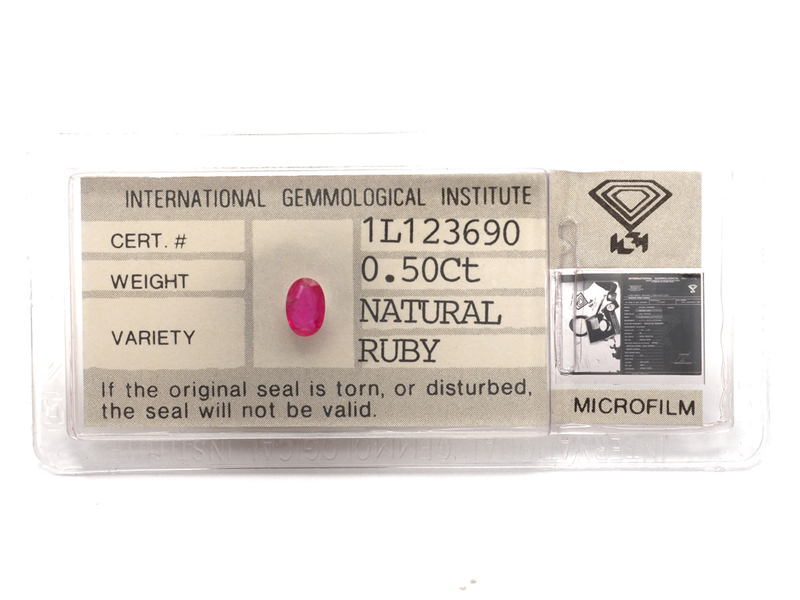 INTERNATIONAL GEMMOLOGICAL INSTITUTE
CERT. # 1L123690
WEIGHT 0.50Ct
VARIETY NATURAL
RUBY
If the original seal is torn, or disturbed,
the seal will not be valid.
MICROFILM